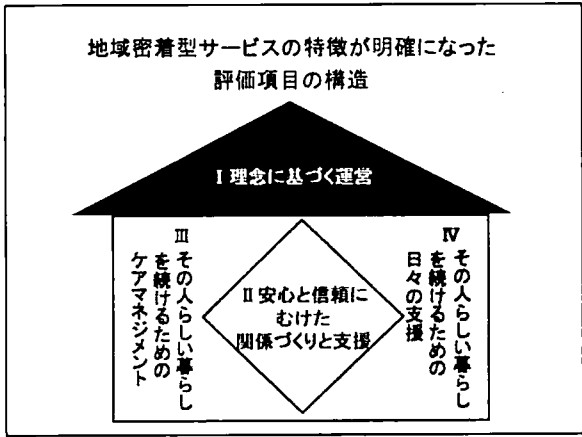 地域密着型サービスの特徴が明確になった
評価項目の構造
Ⅰ 理念に基づく運営
Ⅲ
その人らしい暮らし
を続けるための
ケアマネジメント
Ⅱ 安心と信頼に
むけた
関係づくりと支援
Ⅳ
その人らしい暮らし
を続けるための
日々の支援